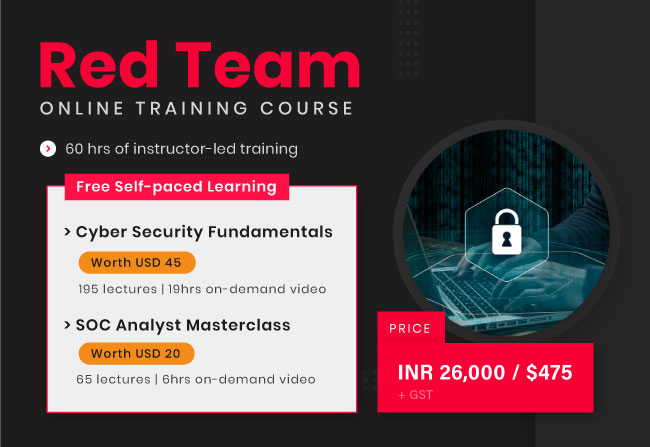 Red Team
ONLINE TRAINING COURSE
60 hrs of instructor-led training
Free Self-paced Learning
> Cyber Security Fundamentals
Worth USD 45
195 lectures | 19hrs on-demand video
> SOC Analyst Masterclass
Worth USD 20
65 lectures | 6hrs on-demand video
PRICE
INR 26,000 / $475
+ GST